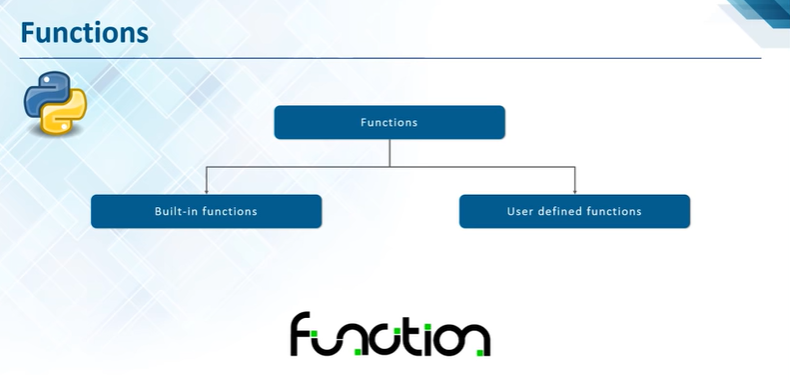 Functions
Functions
Built-in functions
User defined functions
Function